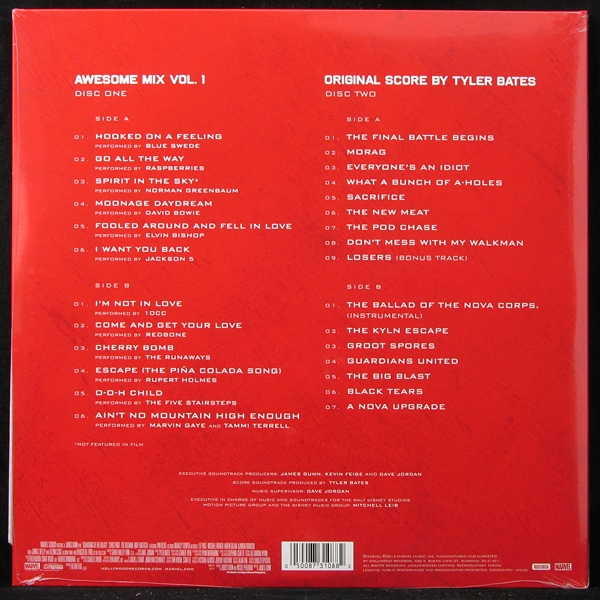 AWESOME MIX VOL. 1
DISC ONE
SIDE A
01. HOOKED ON A FEELING
PERFORMED BY BLUE SWEDE
02. GO ALL THE WAY
PERFORMED BY RASPBERRIES
03. SPIRIT IN THE SKY*
PERFORMED BY NORMAN GREENBAUM
04. MOONAGE DAYDREAM
PERFORMED BY DAVID BOWIE
05. FOOLED AROUND AND FELL IN LOVE
PERFORMED BY ELVIN BISHOP
06. I WANT YOU BACK
PERFORMED BY JACKSON 5
SIDE B
01. I'M NOT IN LOVE
PERFORMED BY 10CC
02. COME AND GET YOUR LOVE
PERFORMED BY REDBONE
03. CHERRY BOMB
PERFORMED BY THE RUNAWAYS
04. ESCAPE (THE PIÑA COLADA SONG)
PERFORMED BY RUPERT HOLMES
05. O-O-H CHILD
PERFORMED BY THE FIVE STAIRSTEPS
06. AIN'T NO MOUNTAIN HIGH ENOUGH
PERFORMED BY MARVIN GAYE AND TAMMI TERRELL
*NOT FEATURED IN FILM
ORIGINAL SCORE BY TYLER BATES
DISC TWO
SIDE A
01. THE FINAL BATTLE BEGINS
02. MORAG
03. EVERYONE'S AN IDIOT
04. WHAT A BUNCH OF A-HOLES
05. SACRIFICE
06. THE NEW MEAT
07. THE POD CHASE
08. DON'T MESS WITH MY WALKMAN
09. LOSERS (BONUS TRACK)
SIDE B
01. THE BALLAD OF THE NOVA CORPS.
(INSTRUMENTAL)
02. THE KYLN ESCAPE
03. GROOT SPORES
04. GUARDIANS UNITED
05. THE BIG BLAST
06. BLACK TEARS
07. A NOVA UPGRADE
EXECUTIVE SOUNDTRACK PRODUCERS: JAMES GUNN, KEVIN FEIGE AND DAVE JORDAN
SCORE SOUNDTRACK PRODUCED BY TYLER BATES
MUSIC SUPERVISOR: DAVE JORDAN
EXECUTIVE IN CHARGE OF MUSIC AND SOUNDTRACKS FOR THE WALT DISNEY STUDIOS
MOTION PICTURE GROUP AND THE DISNEY MUSIC GROUP: MITCHELL LEIB
HOLLYWOODRECORDS.COM MARVEL.COM
0 50087 31088 2
MARVEL